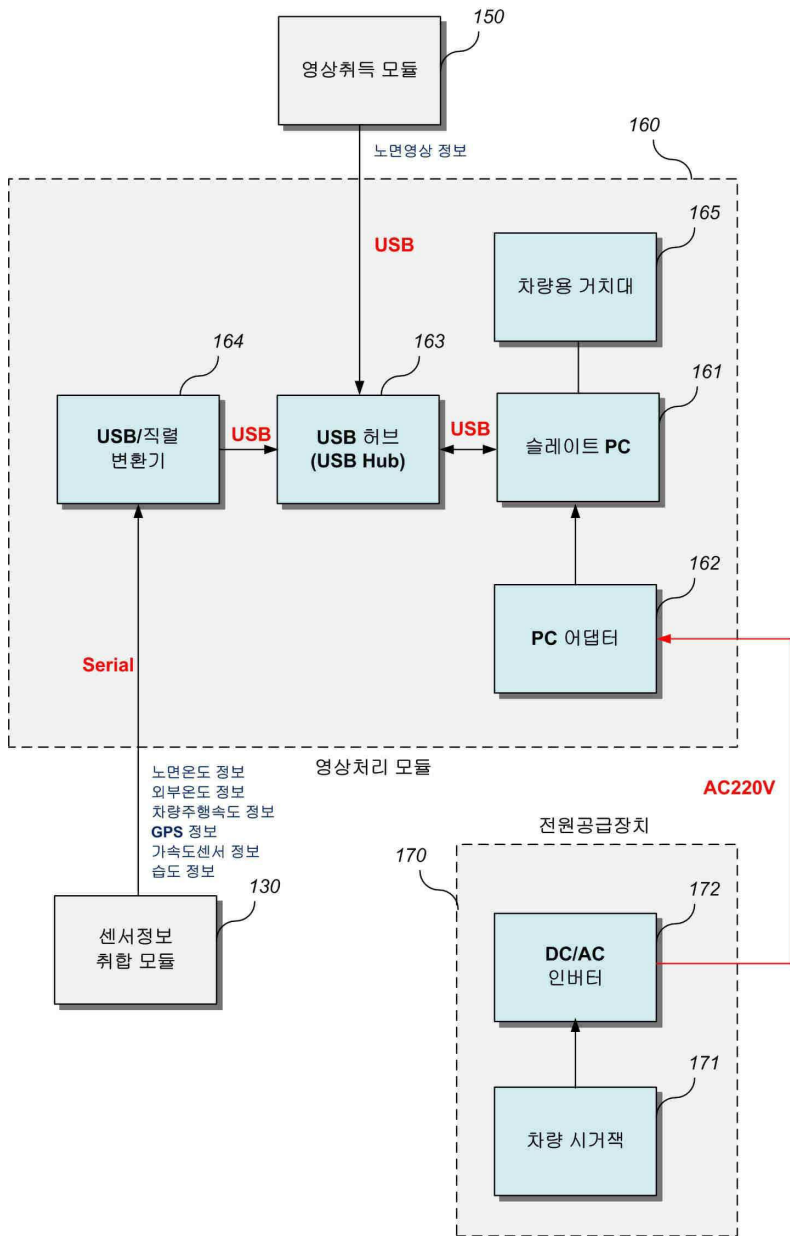 150
영상취득 모듈
노면영상 정보
160
USB
165
차량용 거치대
164
USB/직렬
변환기
USB
163
USB 허브
(USB Hub)
USB
161
슬레이트 PC
162
PC 어댑터
Serial
영상처리 모듈
노면온도 정보
외부온도 정보
차량주행속도 정보
GPS 정보
가속도센서 정보
습도 정보
AC220V
130
센서정보
취합 모듈
전원공급장치
170
172
DC/AC
인버터
171
차량 시거잭